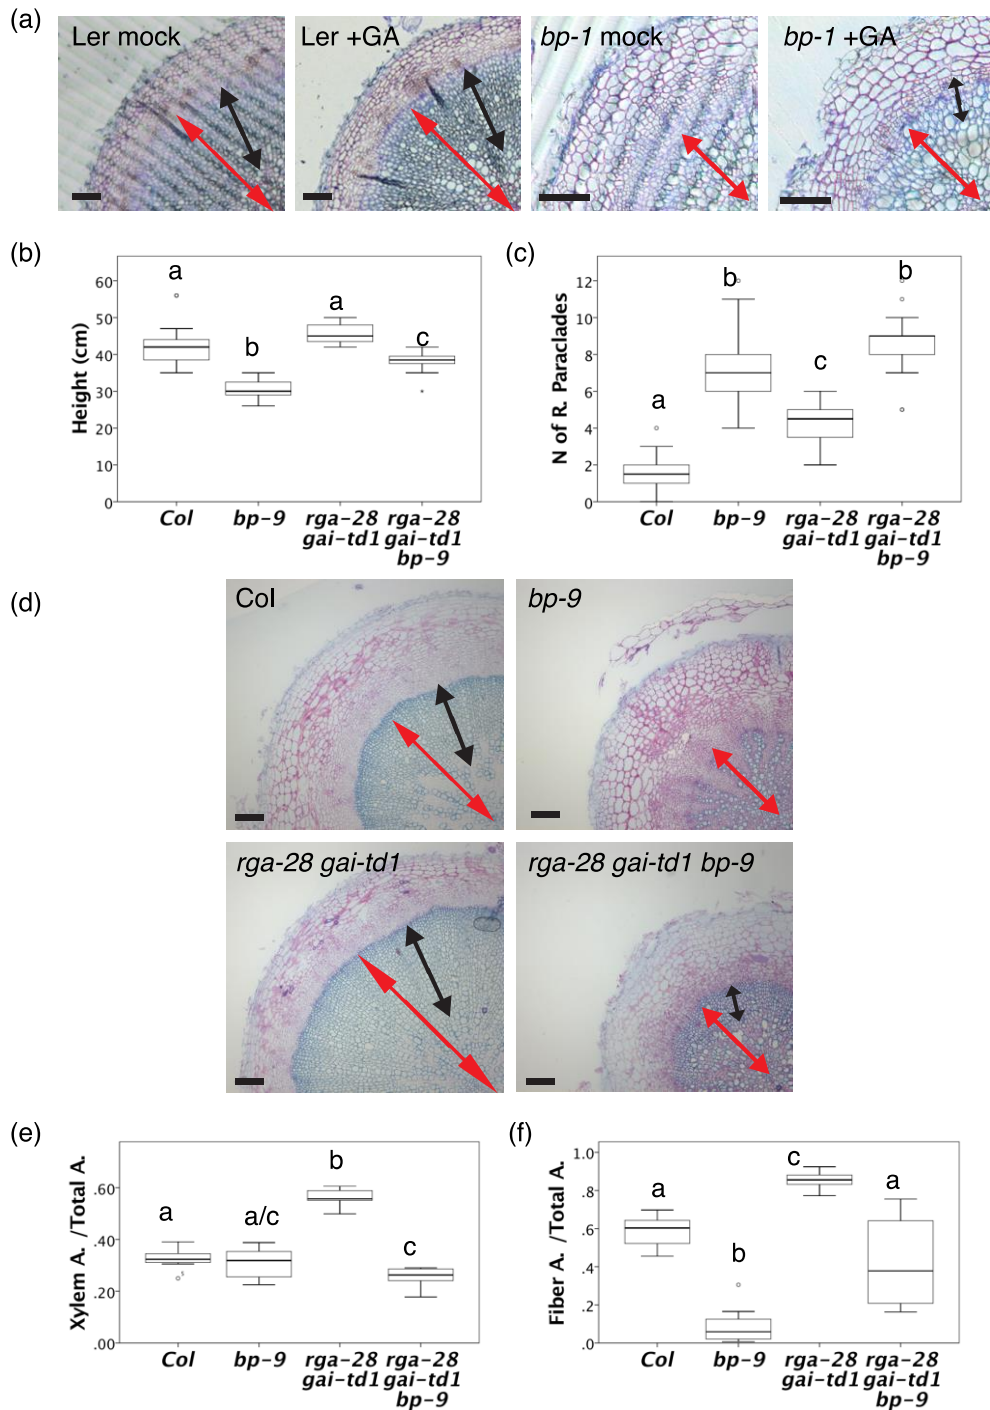 (a)
Ler mock
Ler +GA
bp-1 mock
bp-1 +GA
(b)
Height (cm)
60
50
40
30
20
10
0
a
b
a
c
Col
bp-9
rga-28
gai-td1
rga-28
gai-td1
bp-9
(c)
N of R. Paraclades
12
10
8
6
4
2
0
a
b
c
b
Col
bp-9
rga-28
gai-td1
rga-28
gai-td1
bp-9
(d)
Col
bp-9
rga-28 gai-td1
rga-28 gai-td1 bp-9
(e)
Xylem A. /Total A.
.60
.40
.20
.00
a
a/c
b
c
Col
bp-9
rga-28
gai-td1
rga-28
gai-td1
bp-9
(f)
Fiber A. /Total A.
1.0
.8
.6
.4
.2
.0
a
b
c
a
Col
bp-9
rga-28
gai-td1
rga-28
gai-td1
bp-9